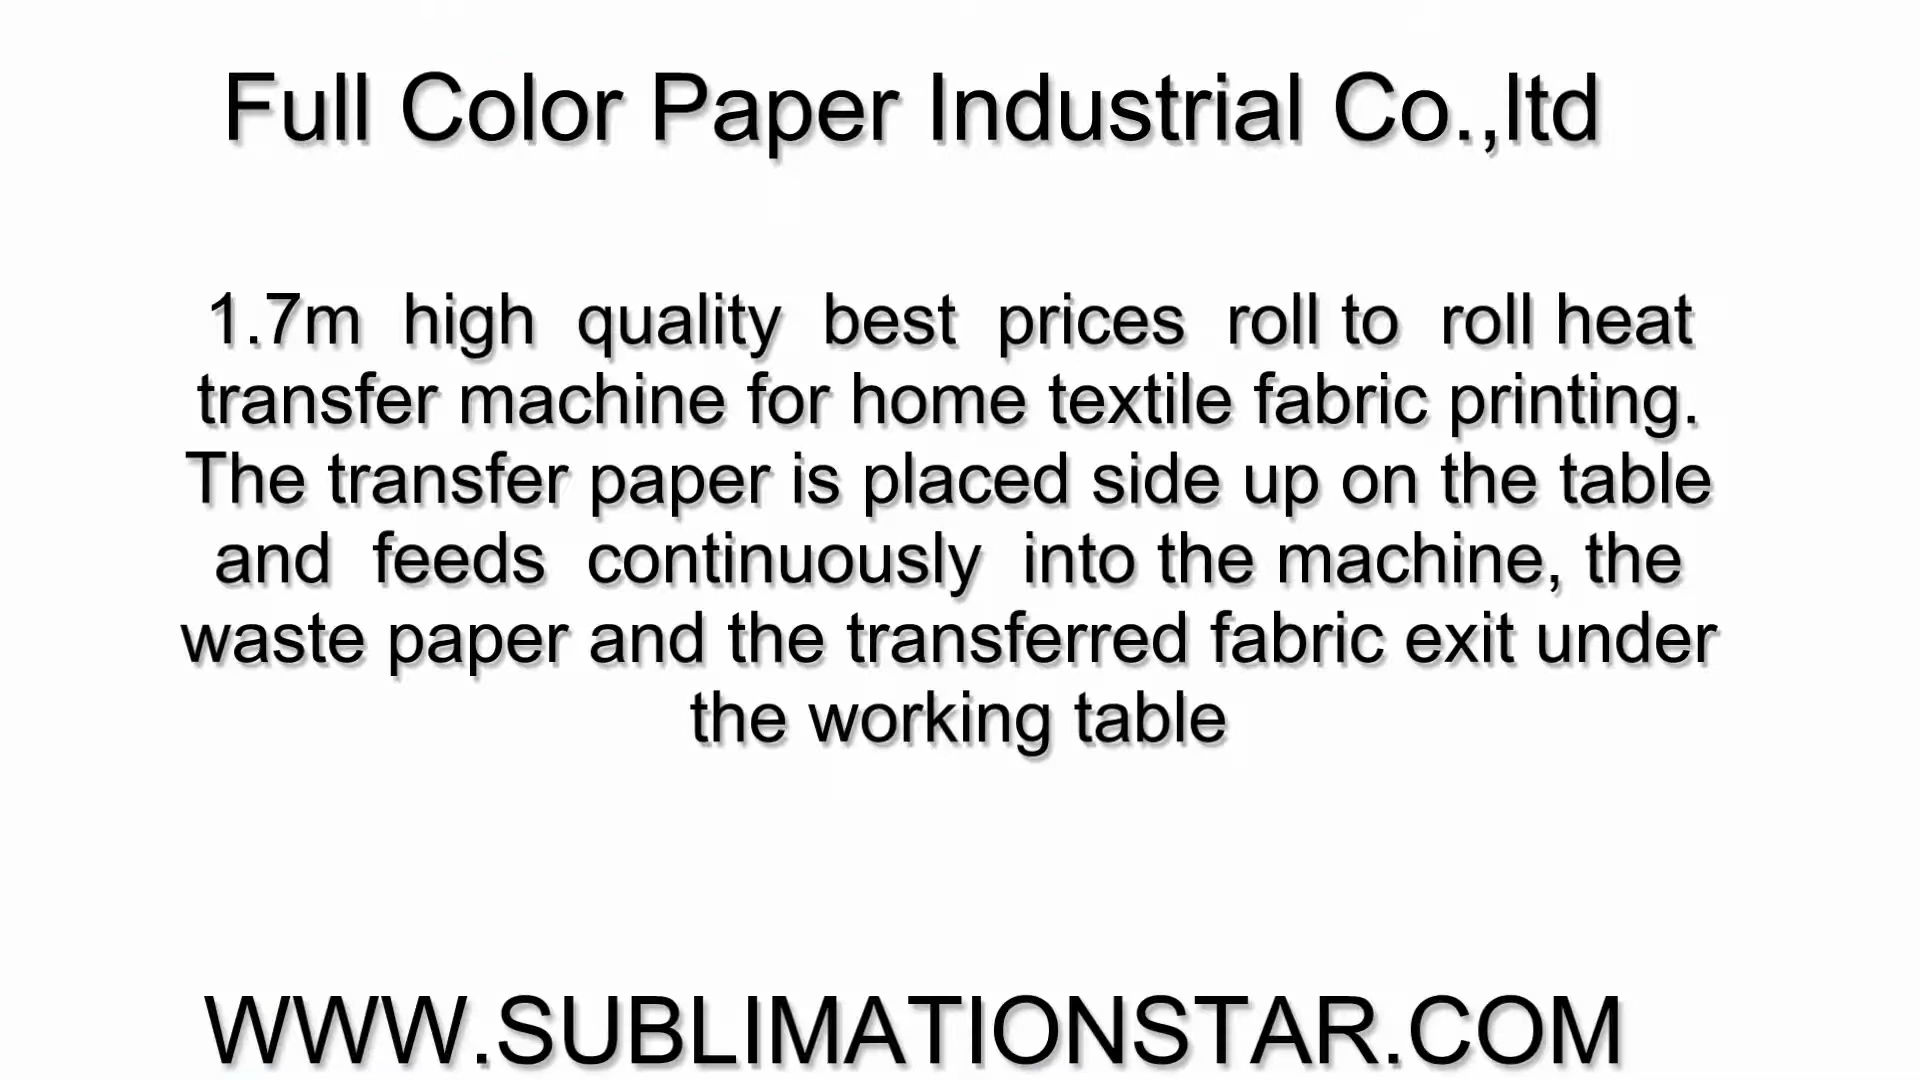 Full Color Paper Industrial Co.,ltd
1.7m high quality best prices roll to roll heat
transfer machine for home textile fabric printing.
The transfer paper is placed side up on the table
and feeds continuously into the machine, the
waste paper and the transferred fabric exit under
the working table
WWW.SUBLIMATIONSTAR.COM